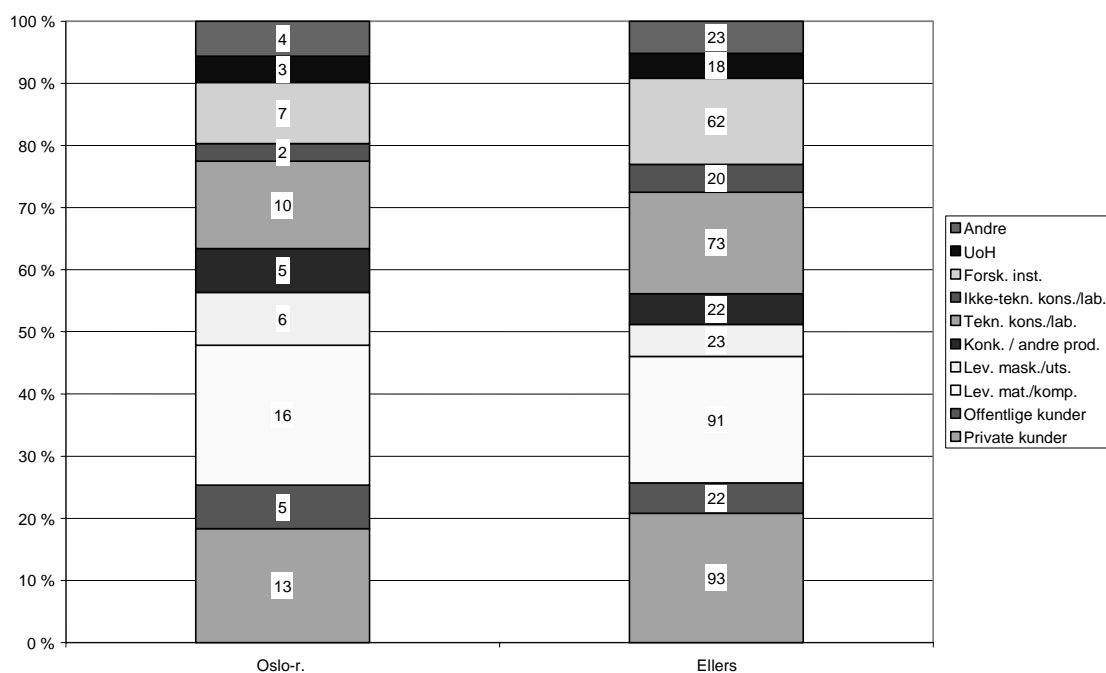 100 %
90 %
80 %
70 %
60 %
50 %
40 %
30 %
20 %
10 %
0 %
4
3
7
2
10
5
6
16
5
13
23
18
62
20
73
22
23
91
22
93
Oslo-r.
Ellers
Andre
UoH
Forsk. inst.
Ikke-tekn. kons./lab.
Tekn. kons./lab.
Konk. / andre prod.
Lev. mask./uts.
Lev. mat./komp.
Offentlige kunder
Private kunder